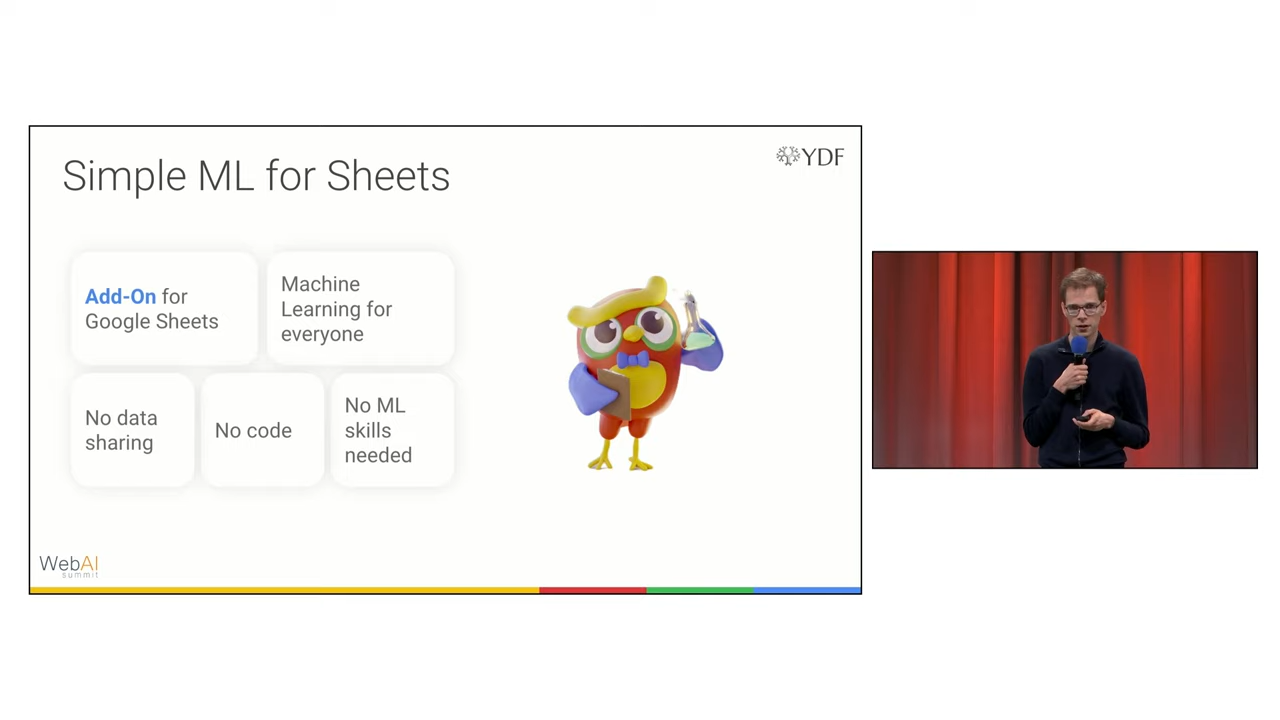 Simple ML for Sheets
YDF
Add-On for
Google Sheets
Machine
Learning for
everyone
No data
sharing
No code
No ML
skills
needed
WebAI
summit